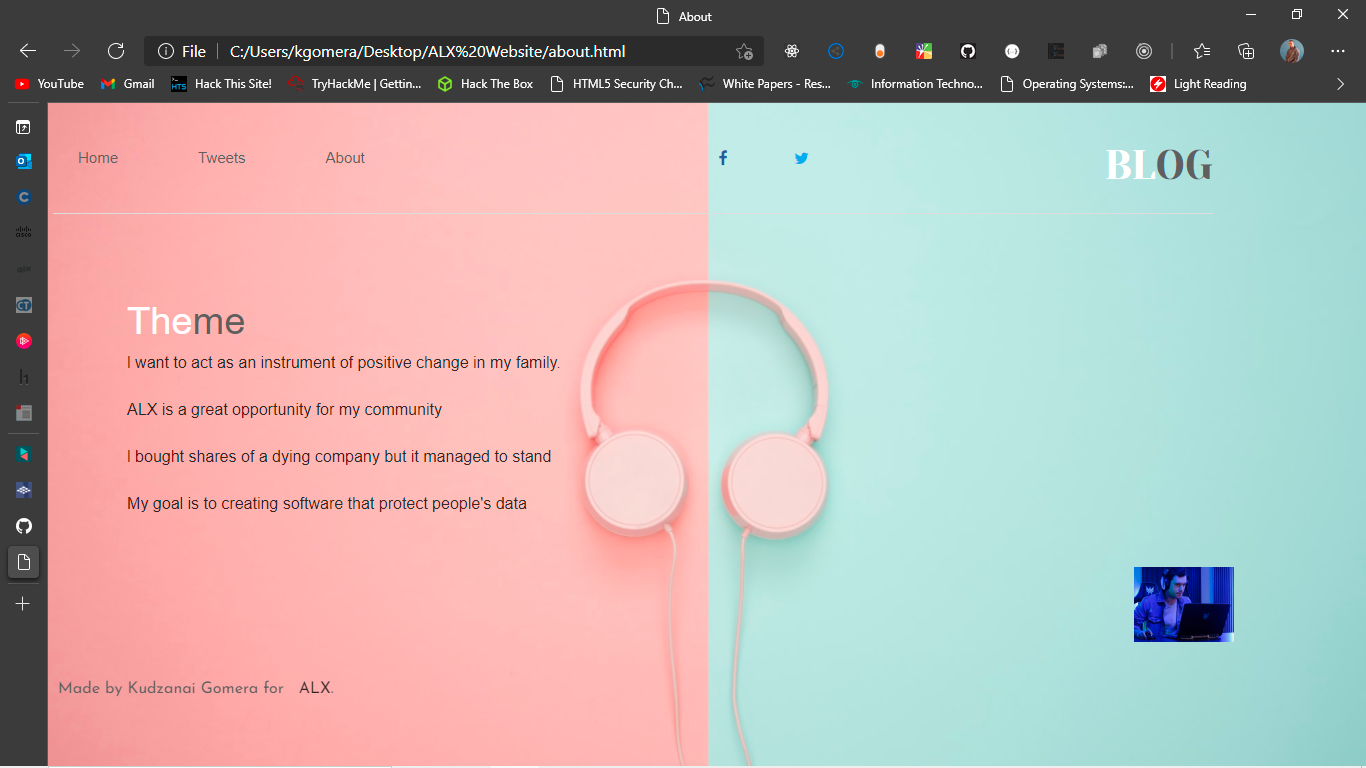 About
File
C:/Users/kgomera/Desktop/ALX%20Website/about.html
YouTube
Gmail
Hack This Site!
TryHackMe | Gettin...
Hack The Box
HTML5 Security Ch...
White Papers - Res...
Information Techno...
Operating Systems:...
Light Reading
Home
Tweets
About
BLOG
Theme
I want to act as an instrument of positive change in my family.
ALX is a great opportunity for my community
I bought shares of a dying company but it managed to stand
My goal is to creating software that protect people's data
Made by Kudzanai Gomera for ALX.